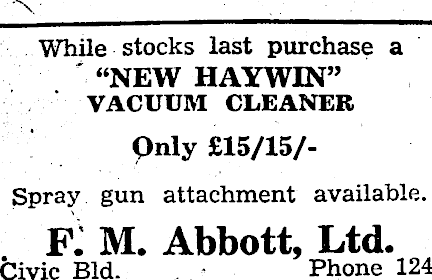 While stocks last purchase a
"NEW HAYWIN"
VACUUM CLEANER
Only £15/15/-
Spray gun attachment available.
F. M. Abbott, Ltd.
Civic Bld. Phone 124